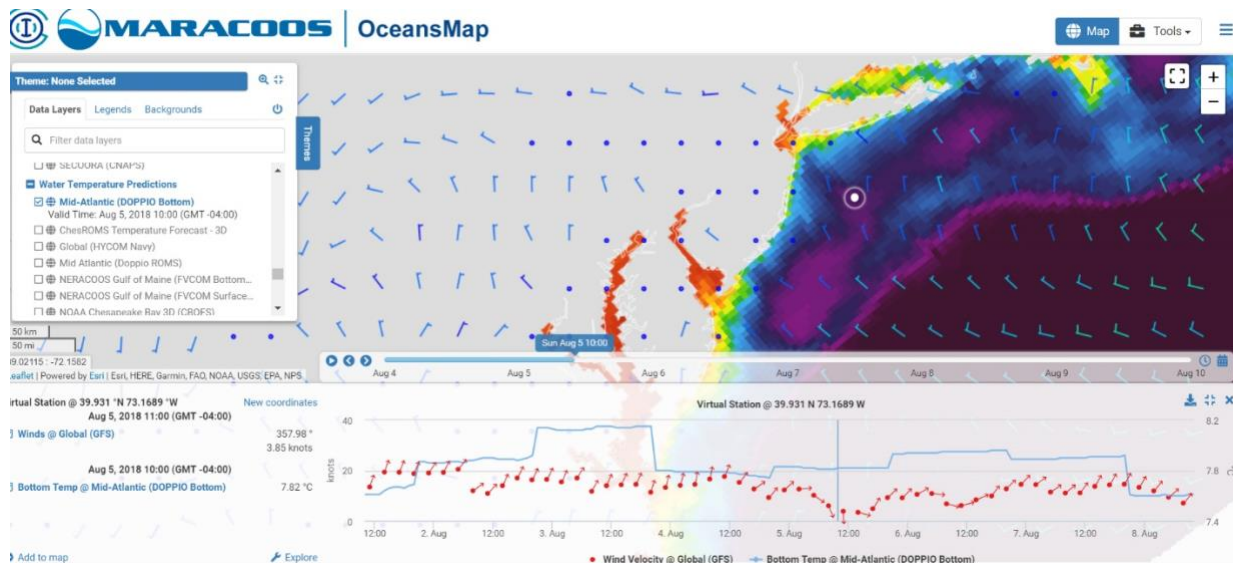 MARACOOS OceansMap
Map
Tools
Theme: None Selected
Data Layers Legends Backgrounds
Filter data layers
Themes
SECOORA (CNAPS)
Water Temperature Predictions
Mid-Atlantic (DOPPIO Bottom)
Valid Time: Aug 5, 2018 10:00 (GMT -04:00)
ChesROMS Temperature Forecast - 3D
Global (HYCOM Navy)
Mid Atlantic (Doppio ROMS)
NERACOOS Gulf of Maine (FVCOM Bottom...
NERACOOS Gulf of Maine (FVCOM Surface...
NOAA Chesapeake Bay 3D (CBOFS)
50 km
50 mi
9.02115 : -72.1582
eaflet | Powered by Esri | Esri, HERE, Garmin, FAO, NOAA, USGS, EPA, NPS
Sun Aug 5 10:00
Aug 4 Aug 5 Aug 6 Aug 7 Aug 8 Aug 9 Aug 10
irtual Station @ 39.931 °N 73.1689 °W New coordinates
Aug 5, 2018 11:00 (GMT -04:00)
Winds @ Global (GFS) 357.98 °
3.85 knots
Aug 5, 2018 10:00 (GMT -04:00)
Bottom Temp @ Mid-Atlantic (DOPPIO Bottom) 7.82 °C
Add to map Explore
Virtual Station @ 39.931 N 73.1689 W
40 8.2
20 7.8
.0 7.4
knots
12:00 2. Aug 12:00 3. Aug 12:00 4. Aug 12:00 5. Aug 12:00 6. Aug 12:00 7. Aug 12:00 8. Aug
Wind Velocity @ Global (GFS) Bottom Temp @ Mid-Atlantic (DOPPIO Bottom)